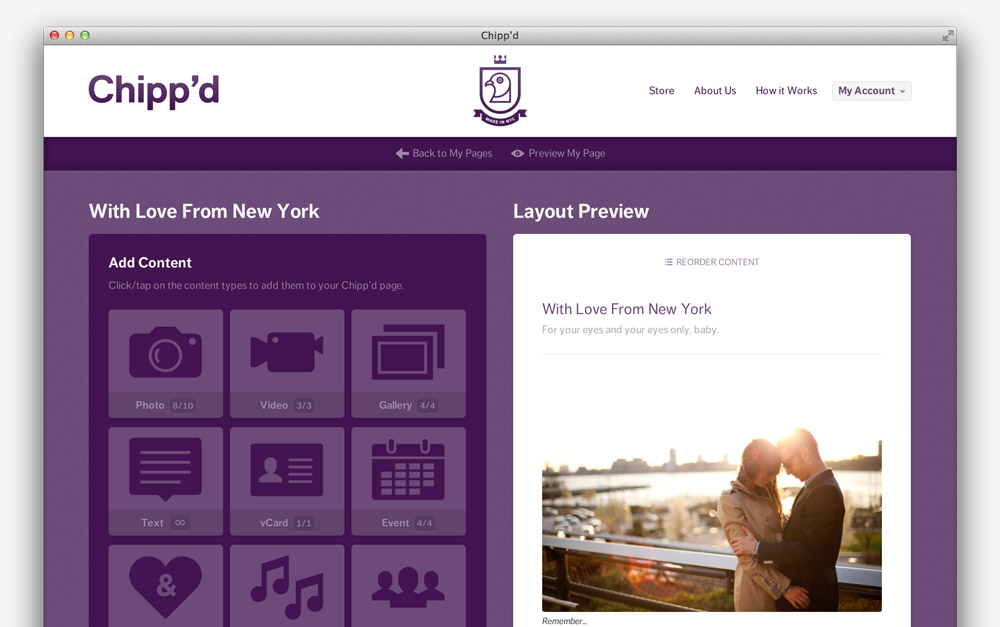 Chipp'd
Chipp’d
MADE IN NYC
Store
About Us
How it Works
My Account
Back to My Pages
Preview My Page
With Love From New York
Layout Preview
Add Content
Click/tap on the content types to add them to your Chipp’d page.
Photo 8/10
Video 3/3
Gallery 4/4
Text ∞
vCard 1/1
Event 4/4
&
REORDER CONTENT
With Love From New York
For your eyes and your eyes only, baby.
Remember...